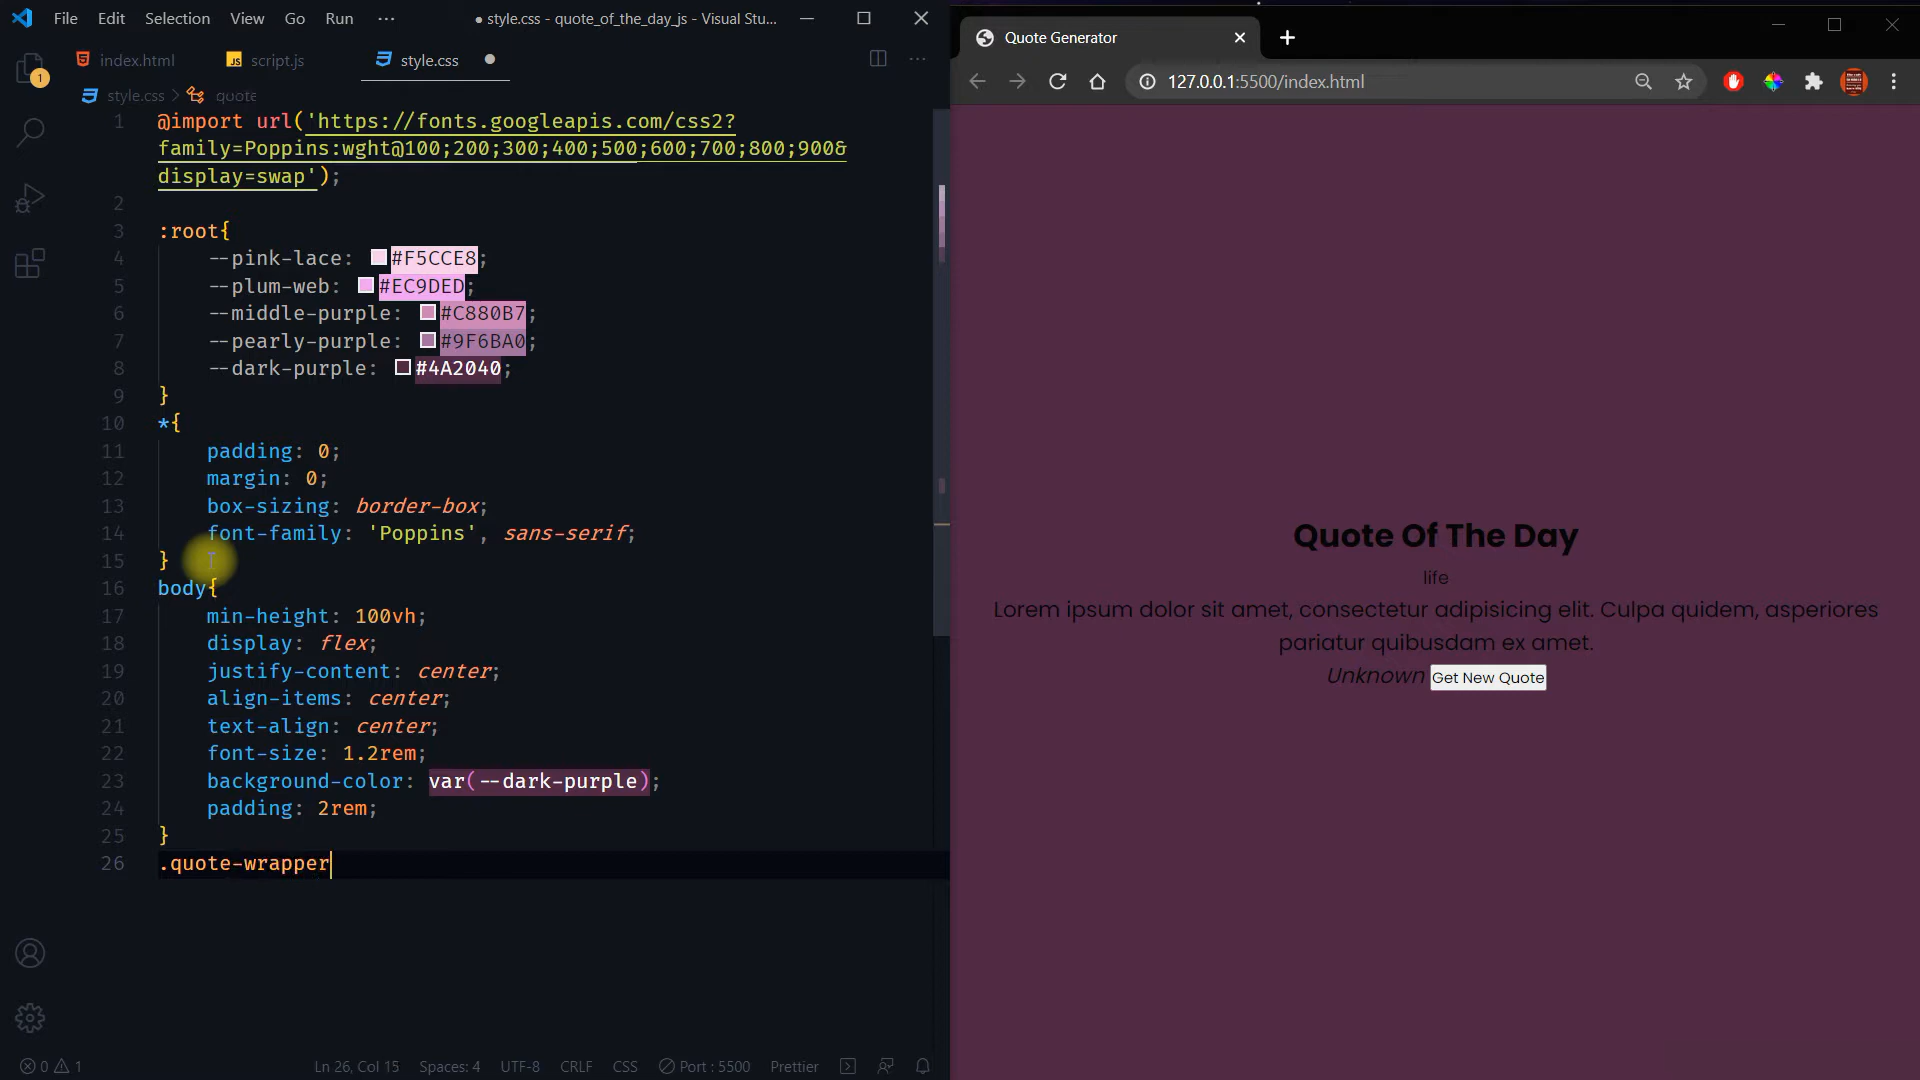 File Edit Selection View Go Run ··· ● style.css - quote_of_the_day_js - Visual Stu...
index.html script.js style.css
style.css > quote
1 @import url('https://fonts.googleapis.com/css2?
family=Poppins:wght@100;200;300;400;500;600;700;800;900&
display=swap');
2
3 :root{
4 --pink-lace: #F5CCE8;
5 --plum-web: #EC9DED;
6 --middle-purple: #C880B7;
7 --pearly-purple: #9F6BA0;
8 --dark-purple: #4A2040;
9 }
10 *{
11 padding: 0;
12 margin: 0;
13 box-sizing: border-box;
14 font-family: 'Poppins', sans-serif;
15 }
16 body{
17 min-height: 100vh;
18 display: flex;
19 justify-content: center;
20 align-items: center;
21 text-align: center;
22 font-size: 1.2rem;
23 background-color: var(--dark-purple);
24 padding: 2rem;
25 }
26 .quote-wrapper
1
0 1 Ln 26, Col 15 Spaces: 4 UTF-8 CRLF CSS Port : 5500 Prettier
Quote Generator
127.0.0.1:5500/index.html
Quote Of The Day
life
Lorem ipsum dolor sit amet, consectetur adipisicing elit. Culpa quidem, asperiores
pariatur quibusdam ex amet.
Unknown Get New Quote